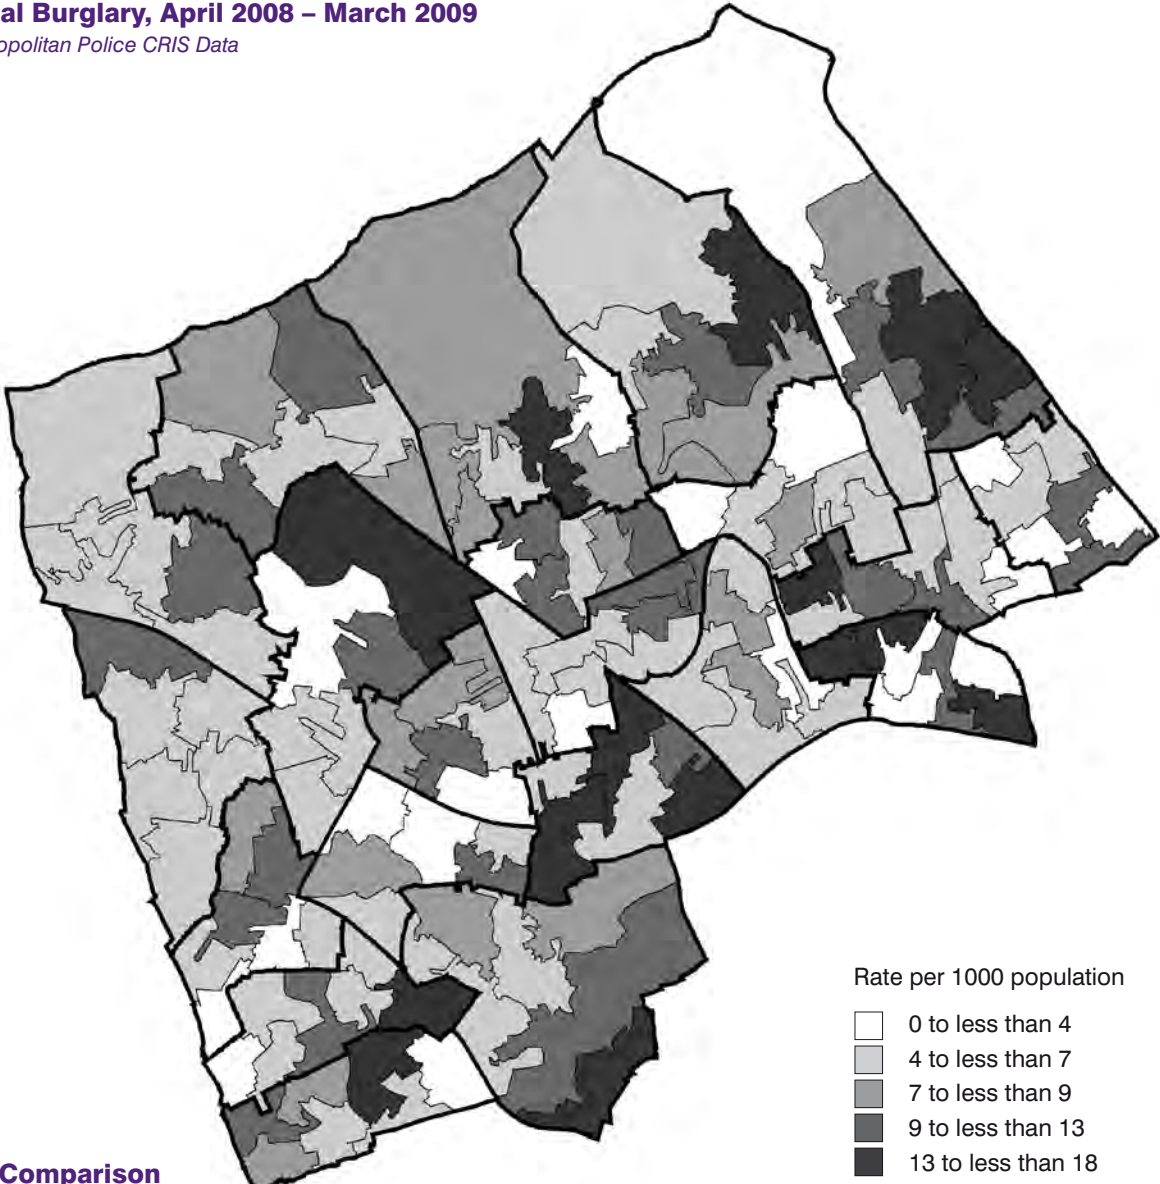 al Burglary, April 2008 – March 2009
opolitan Police CRIS Data
Rate per 1000 population
0 to less than 4
4 to less than 7
7 to less than 9
9 to less than 13
13 to less than 18
Comparison